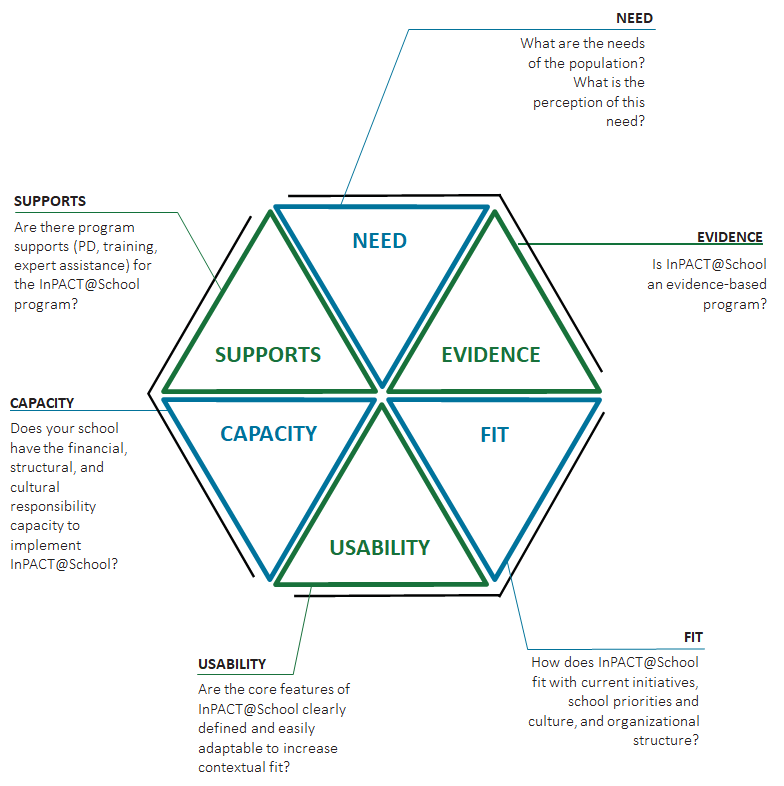 NEED
What are the needs
of the population?
What is the
perception of this
need?
SUPPORTS
Are there program
supports (PD, training,
expert assistance) for
the InPACT@School
program?
EVIDENCE
Is InPACT@School
an evidence-based
program?
NEED
SUPPORTS
EVIDENCE
CAPACITY
FIT
USABILITY
CAPACITY
Does your school
have the financial,
structural, and
cultural
responsibility
capacity to
implement
InPACT@School?
USABILITY
Are the core features of
InPACT@School clearly
defined and easily
adaptable to increase
contextual fit?
FIT
How does InPACT@School
fit with current initiatives,
school priorities and
culture, and organizational
structure?